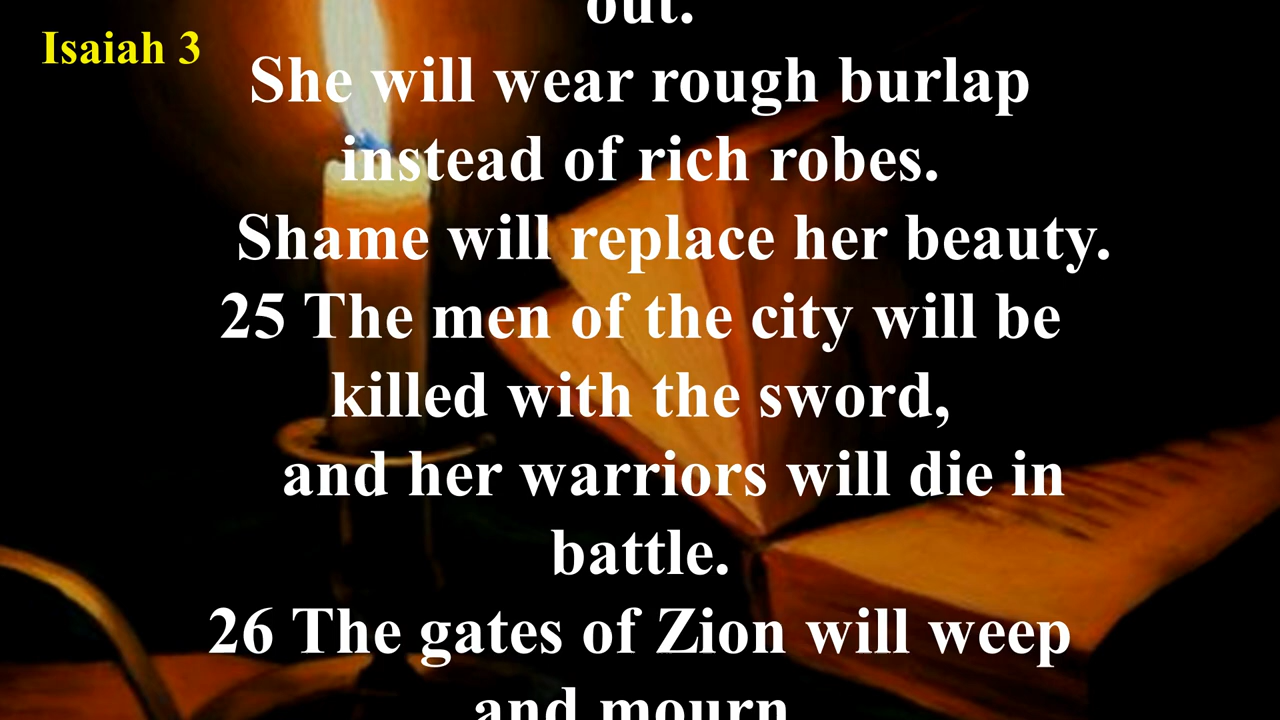 Isaiah 3
out.
She will wear rough burlap
instead of rich robes.
Shame will replace her beauty.
25 The men of the city will be
killed with the sword,
and her warriors will die in
battle.
26 The gates of Zion will weep
and mourn